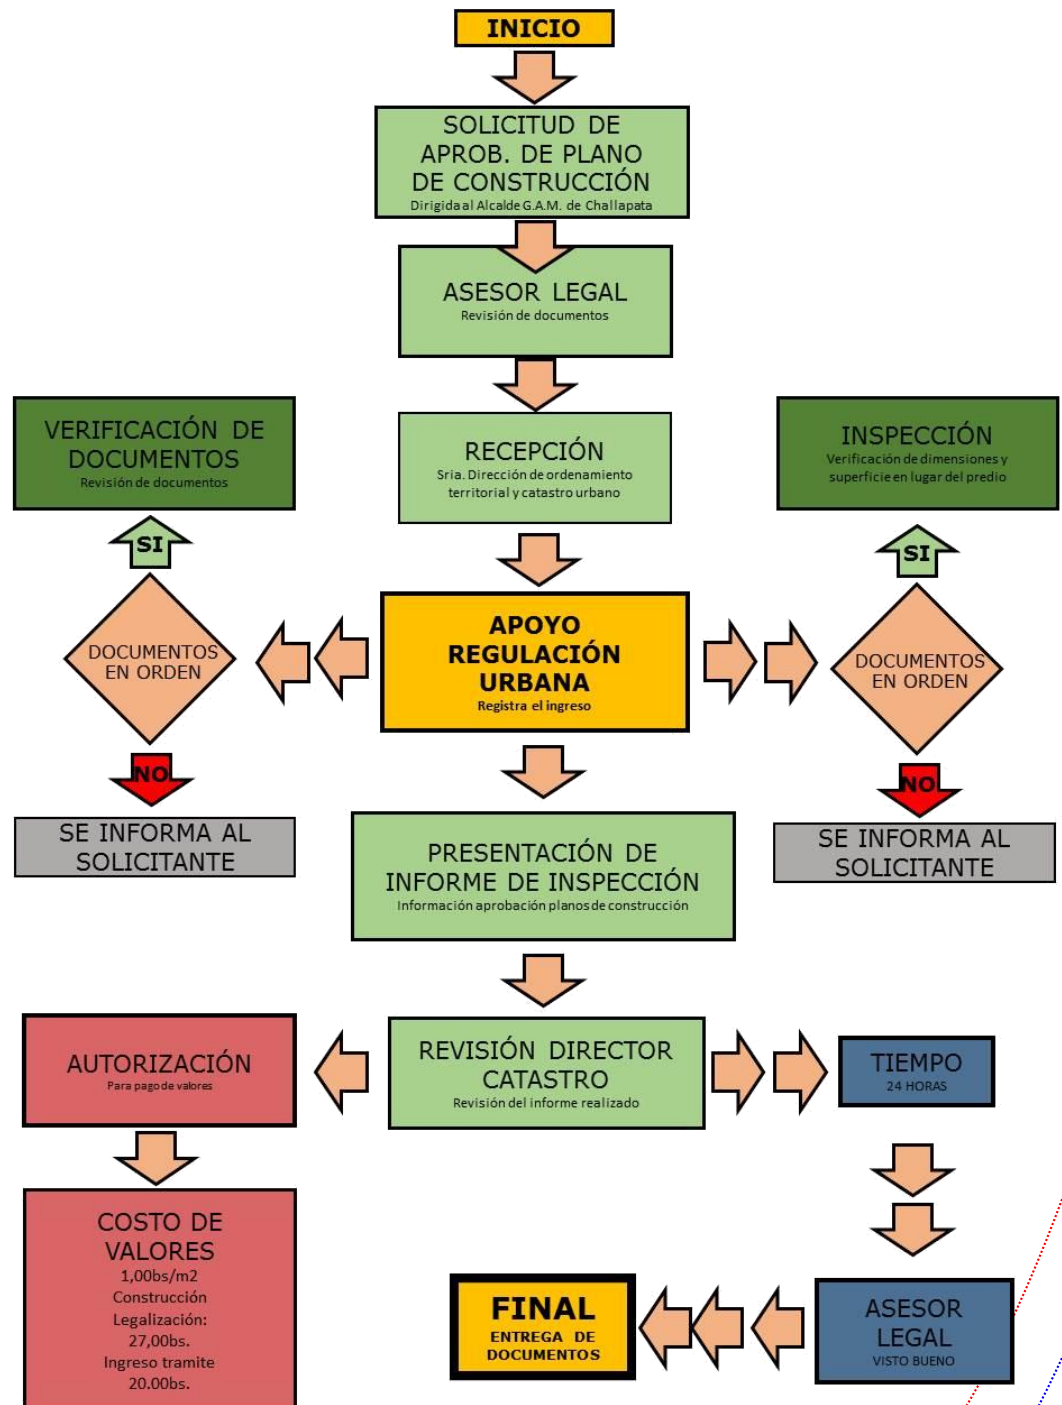 INICIO
SOLICITUD DE
APROB. DE PLANO
DE CONSTRUCCIÓN
Dirigida al Alcalde G.A.M. de Challapata
ASESOR LEGAL
Revisión de documentos
RECEPCIÓN
Sria. Dirección de ordenamiento
territorial y catastro urbano
VERIFICACIÓN DE
DOCUMENTOS
Revisión de documentos
INSPECCIÓN
Verificación de dimensiones y
superficie en lugar del predio
SI
SI
DOCUMENTOS
EN ORDEN
APOYO
REGULACIÓN
URBANA
Registra el ingreso
DOCUMENTOS
EN ORDEN
NO
NO
SE INFORMA AL
SOLICITANTE
SE INFORMA AL
SOLICITANTE
PRESENTACIÓN DE
INFORME DE INSPECCIÓN
Información aprobación planos de construcción
AUTORIZACIÓN
Para pago de valores
REVISIÓN DIRECTOR
CATASTRO
Revisión del informe realizado
TIEMPO
24 HORAS
COSTO DE
VALORES
1,00bs/m2
Construcción
Legalización:
27,00bs.
Ingreso tramite
20.00bs.
FINAL
ENTREGA DE
DOCUMENTOS
ASESOR
LEGAL
VISTO BUENO